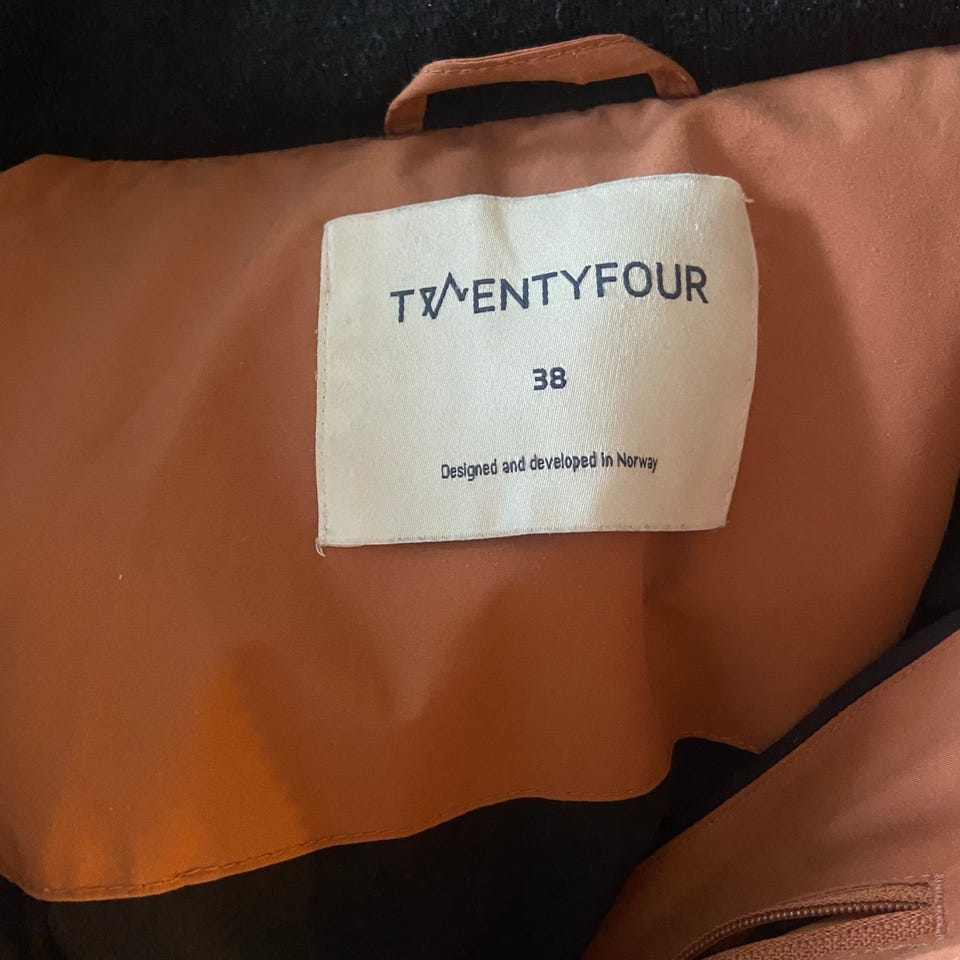 TWENTYFOUR
38
Designed and developed in Norway